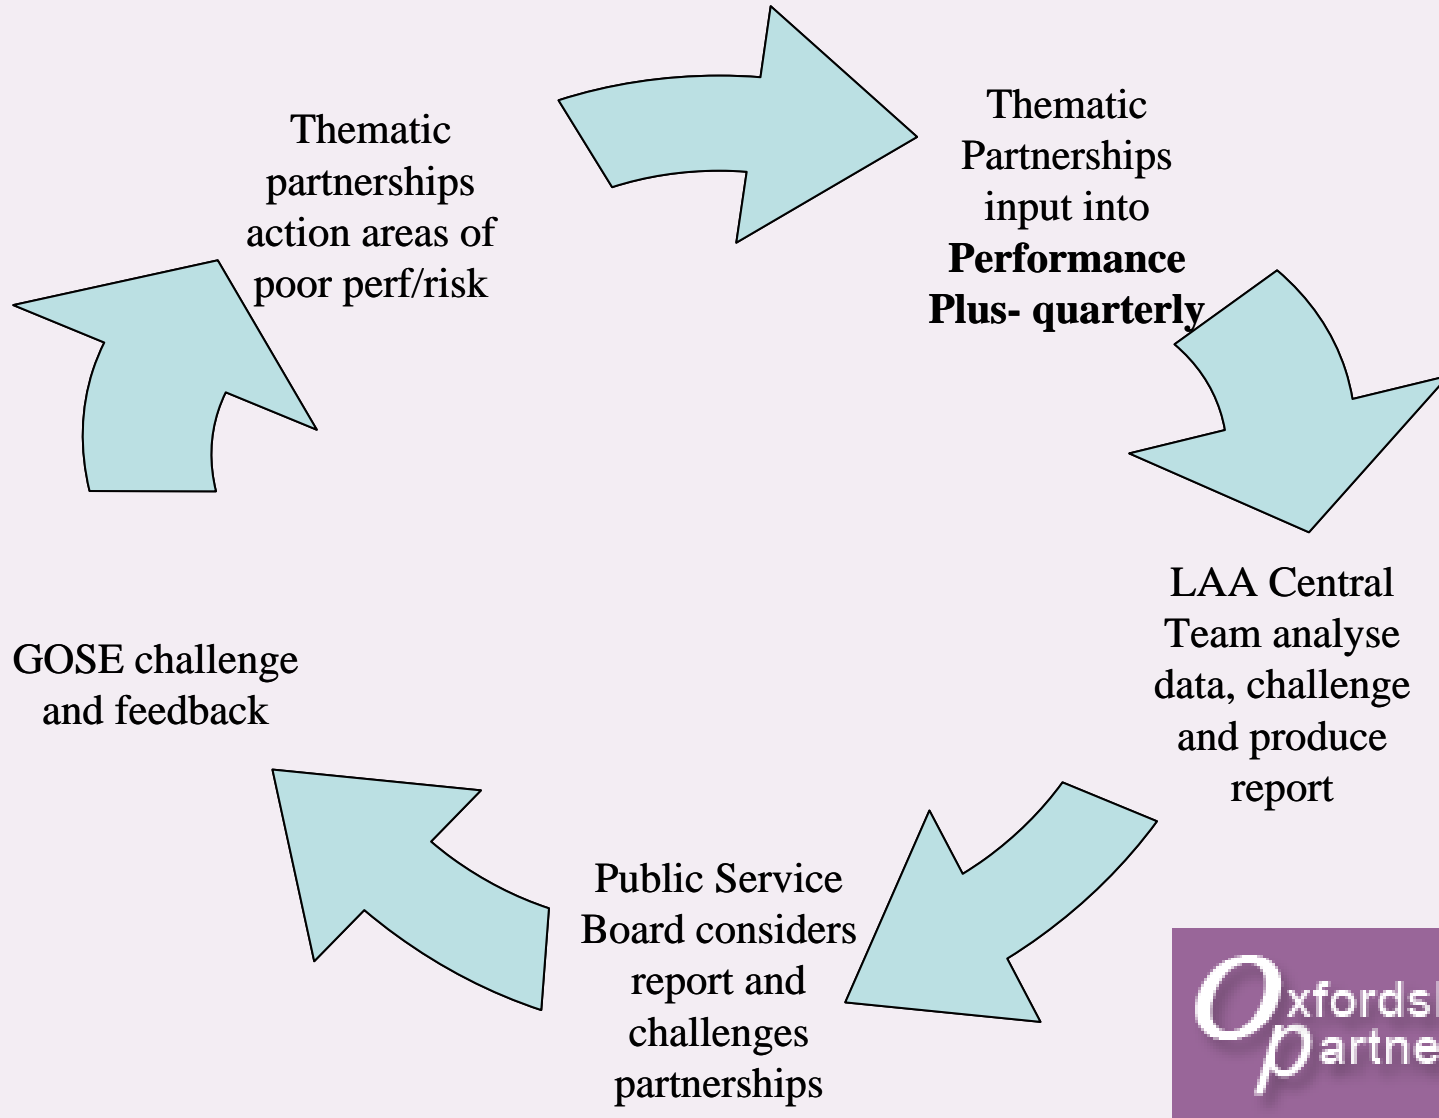 Thematic
partnerships
action areas of
poor perf/risk
Thematic
Partnerships
input into
Performance
Plus- quarterly
LAA Central
Team analyse
data, challenge
and produce
report
Public Service
Board considers
report and
challenges
partnerships
GOSE challenge
and feedback